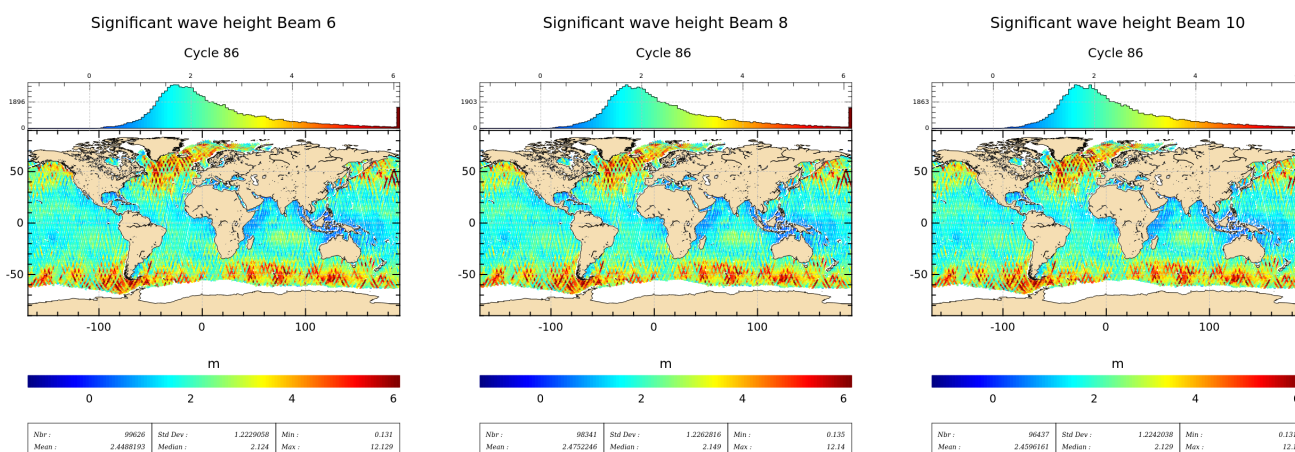 Significant wave height Beam 6
Cycle 86
0 2 4 6
1896
0
50
0
-50
-100 0 100
m
0 2 4 6
Nbr : 99626 Std Dev : 1.2229058 Min : 0.131
Mean : 2.4488193 Median : 2.124 Max : 12.129
Significant wave height Beam 8
Cycle 86
0 2 4 6
1903
0
50
0
-50
-100 0 100
m
0 2 4 6
Nbr : 98341 Std Dev : 1.2262816 Min : 0.135
Mean : 2.4752246 Median : 2.149 Max : 12.14
Significant wave height Beam 10
Cycle 86
0 2 4
1863
0
50
0
-50
-100 0 100
m
0 2 4
Nbr : 96437 Std Dev : 1.2242038 Min : 0.131
Mean : 2.4596161 Median : 2.129 Max :